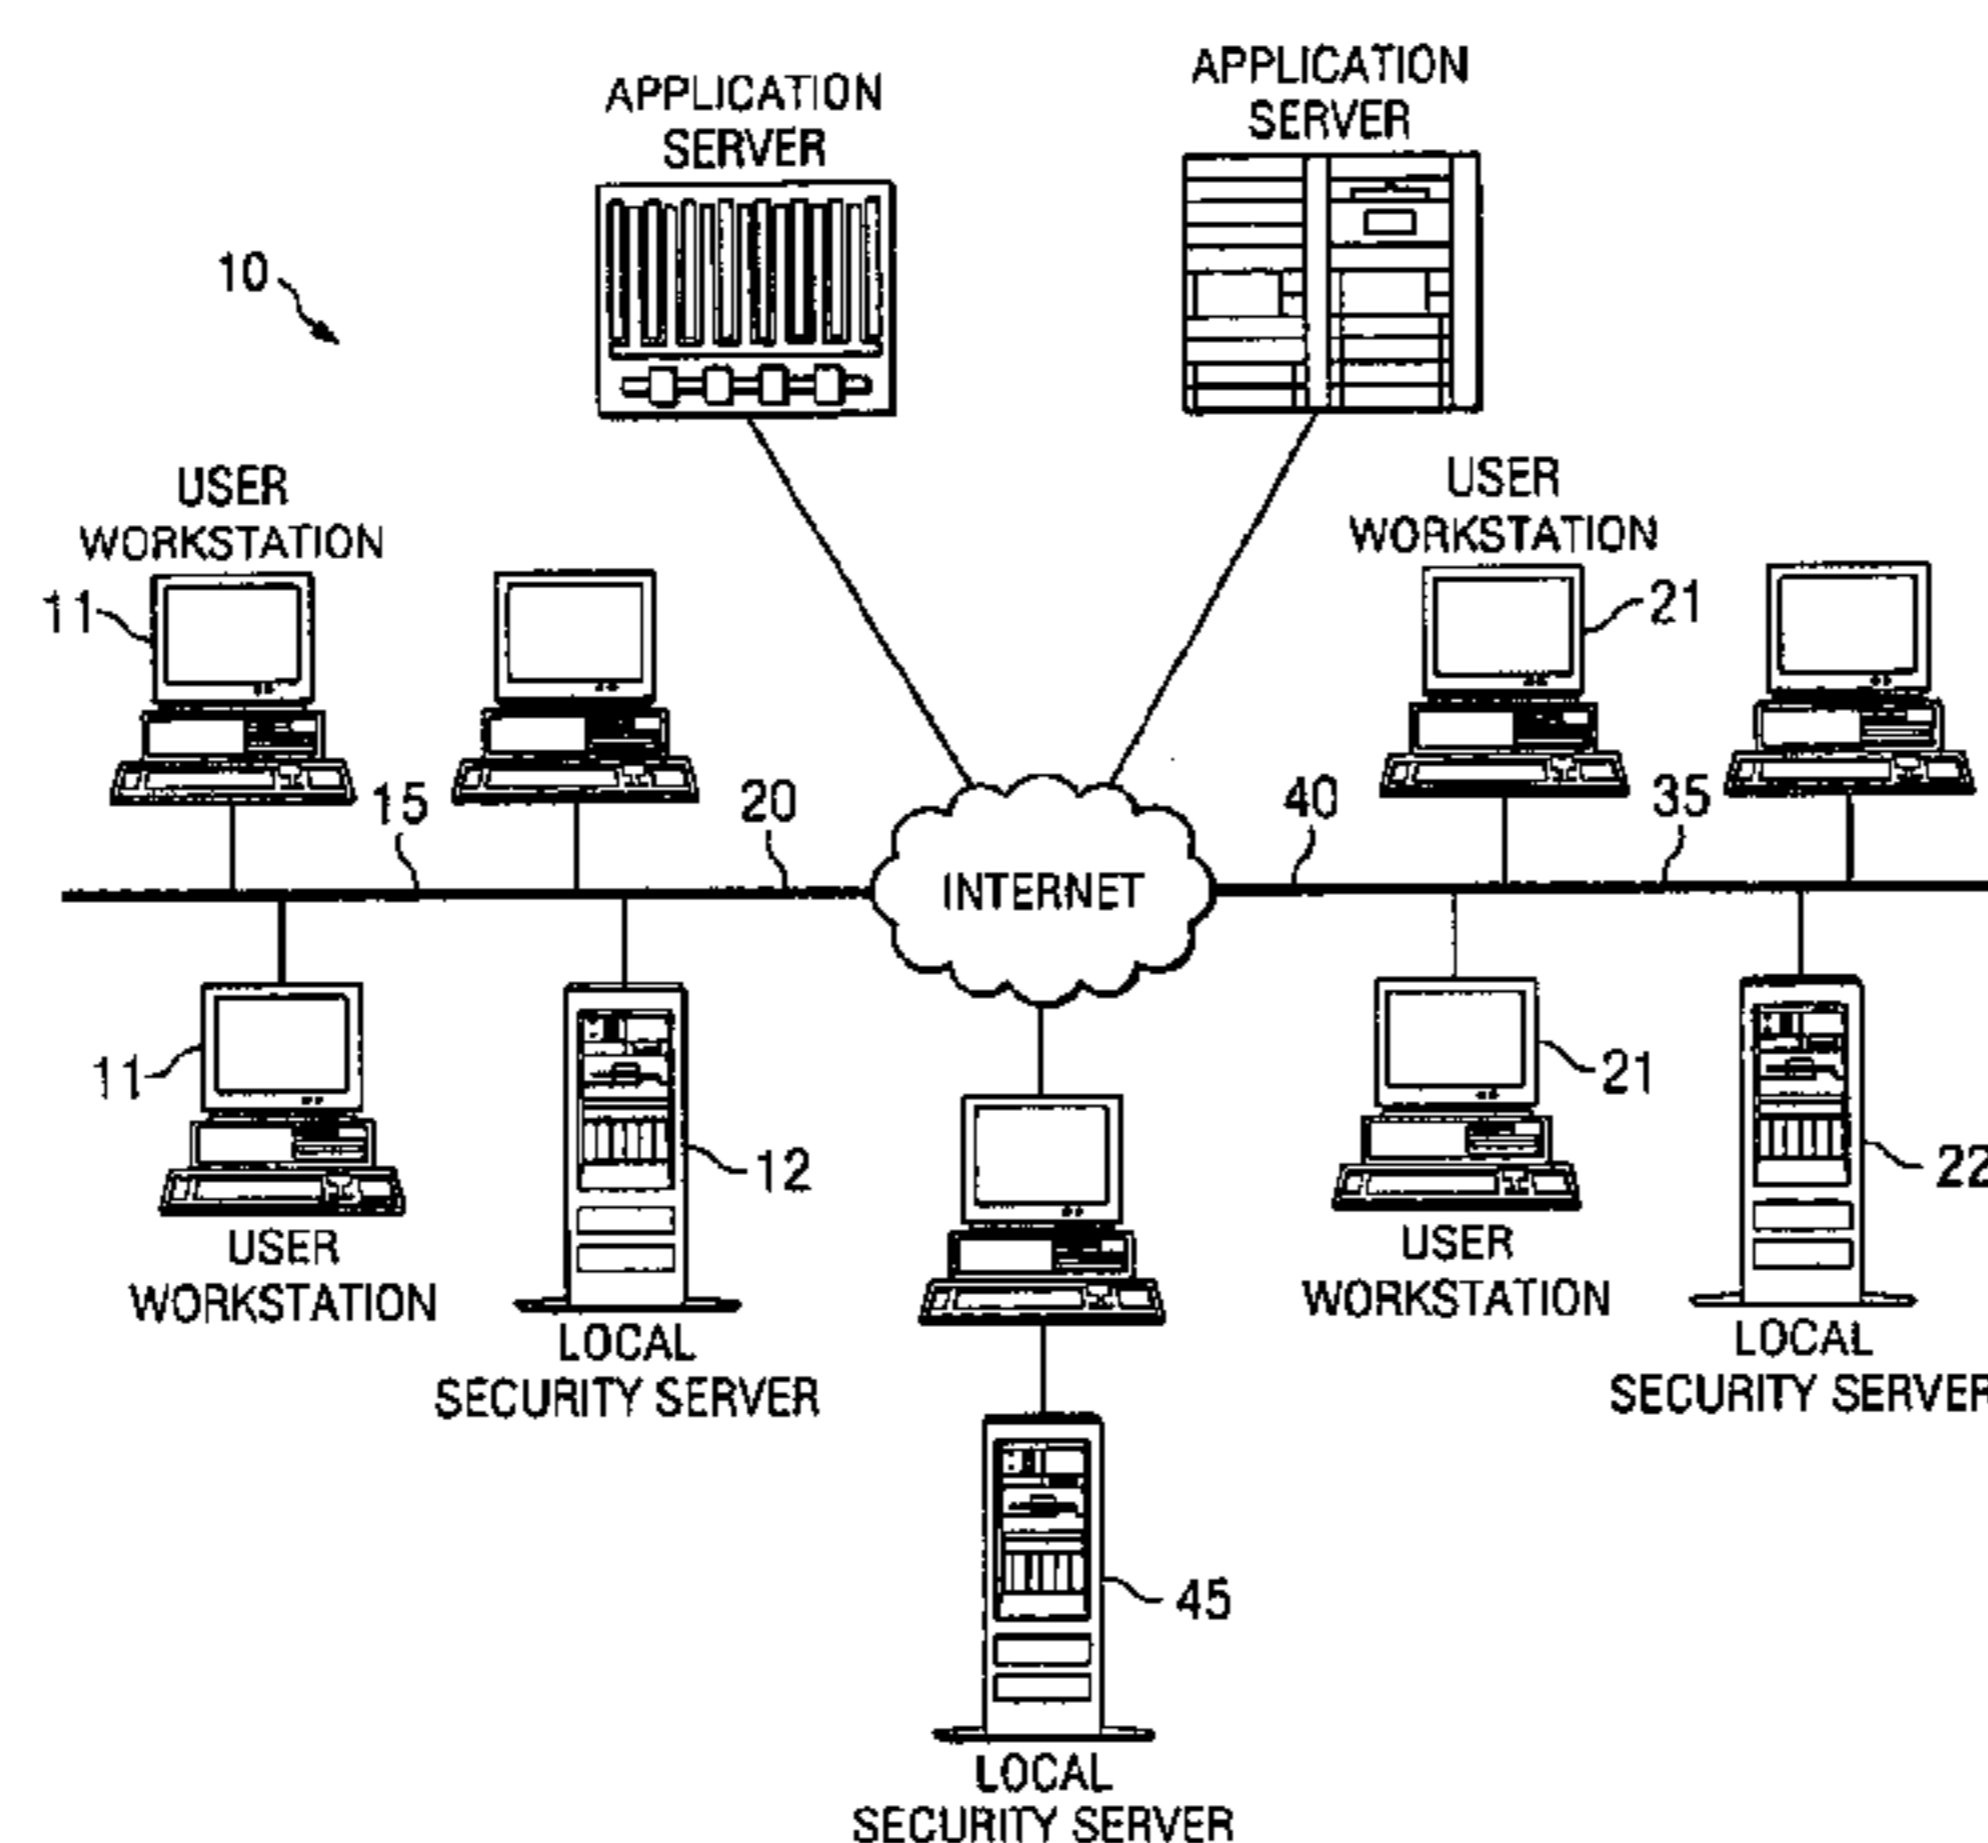 APPLICATION
SERVER
APPLICATION
SERVER
10
USER
WORKSTATION
11
USER
WORKSTATION
21
15
20
40
35
INTERNET
11
USER
WORKSTATION
12
LOCAL
SECURITY SERVER
21
USER
WORKSTATION
22
LOCAL
SECURITY SERVER
45
LOCAL
SECURITY SERVER